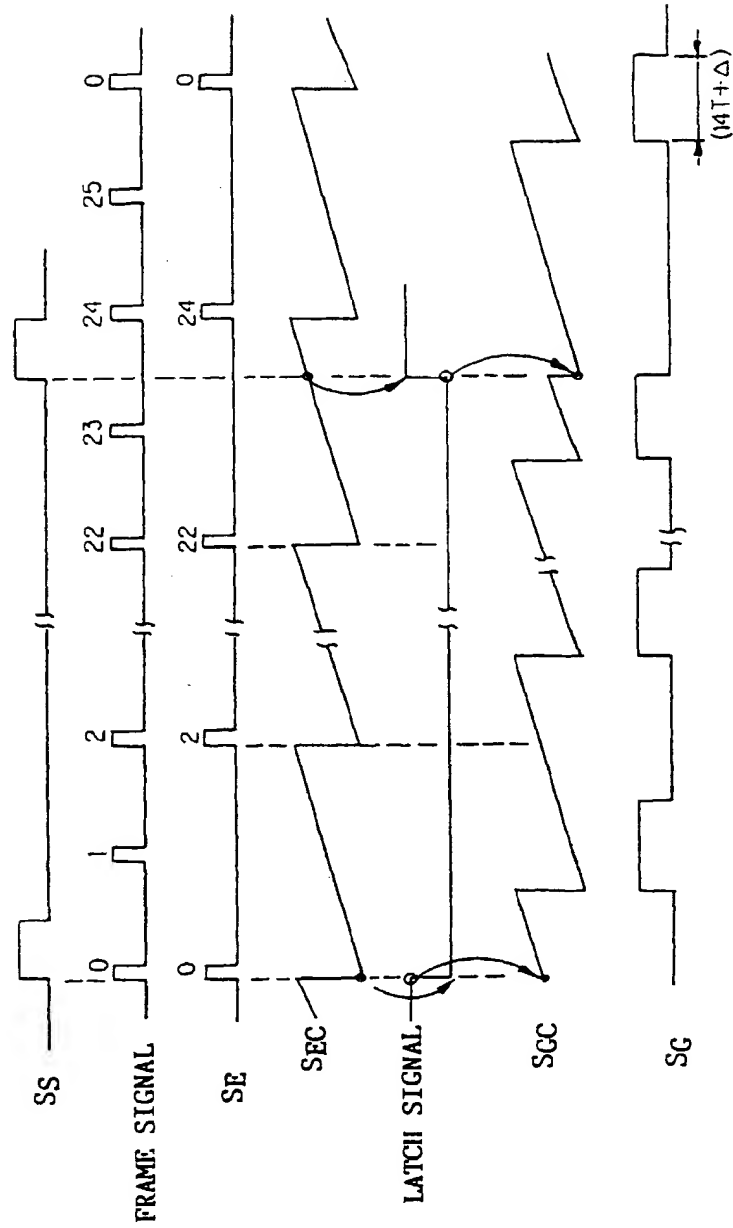 SS
FRAME SIGNAL
0 1 2 22 23 24 25 0
SE
0 2 22 24 0
SEC
LATCH SIGNAL
SGC
SG
(14T+Δ)